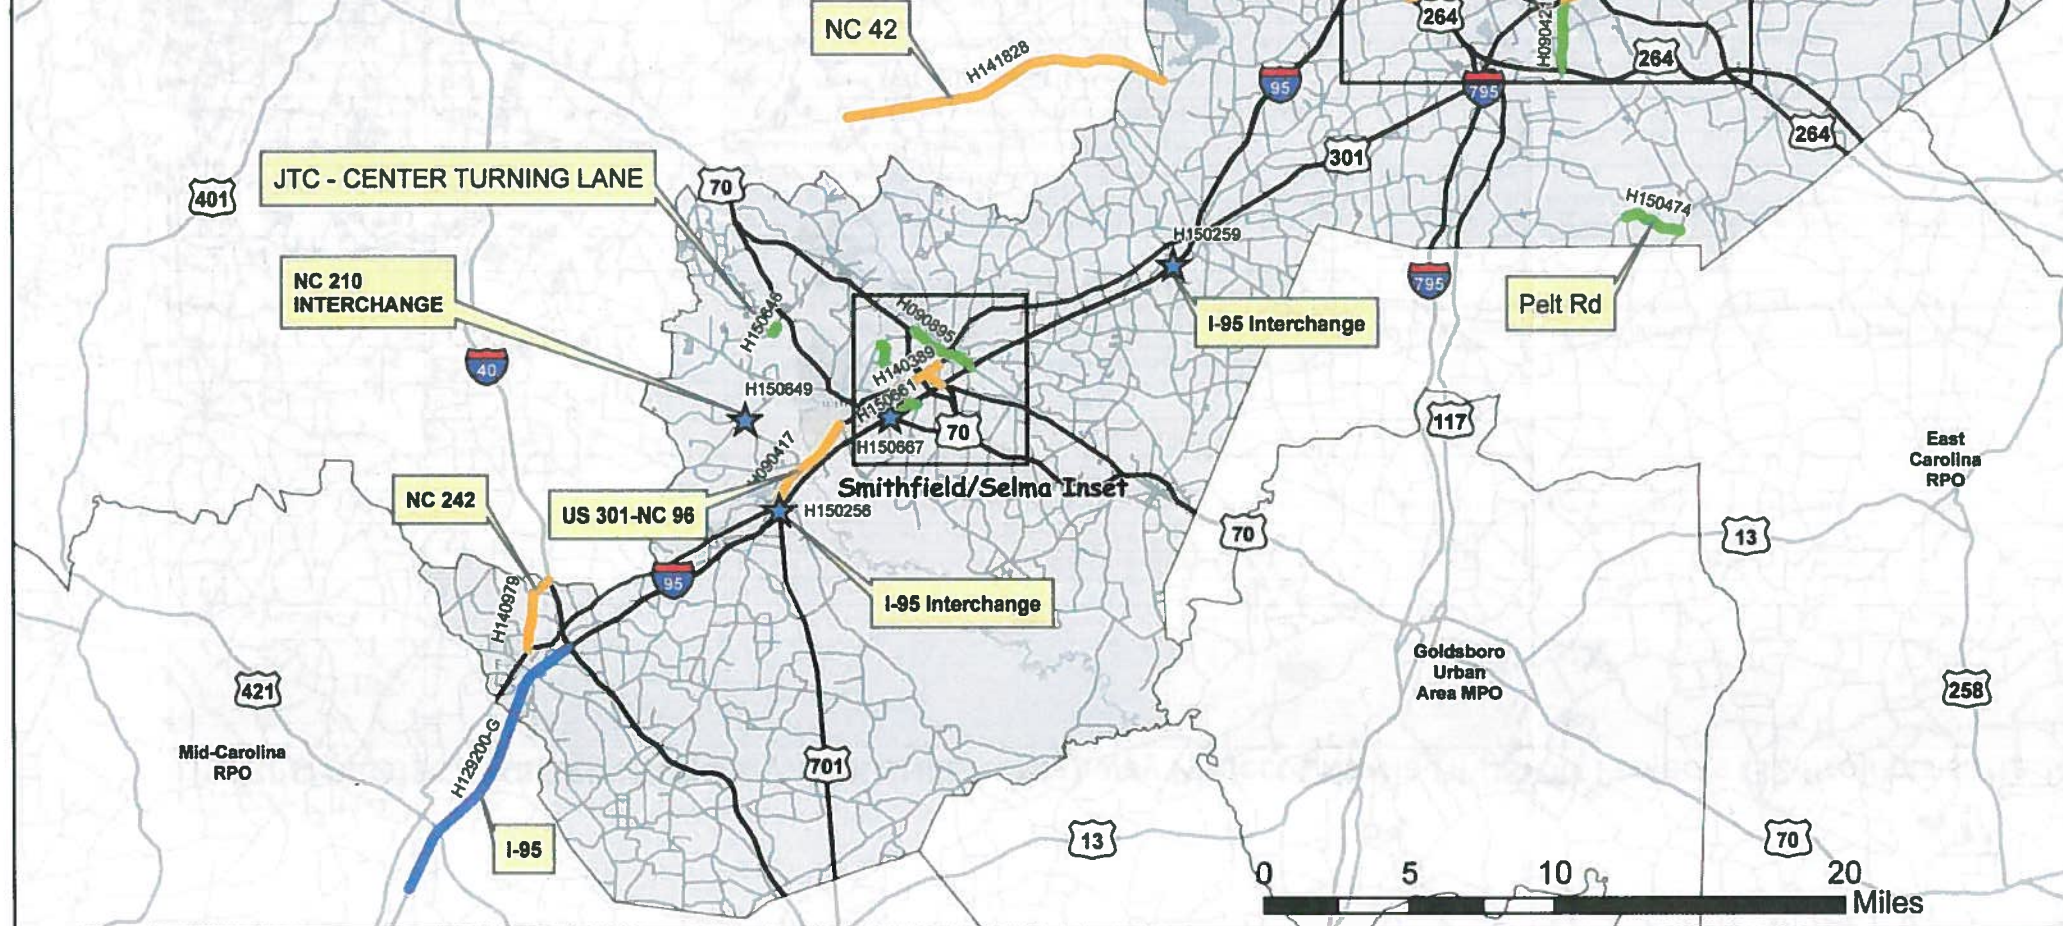 264
H090421
NC 42
H141828
264
95
795
264
301
JTC - CENTER TURNING LANE
70
401
H150474
H150259
NC 210
INTERCHANGE
795
Pelt Rd
H090895
I-95 Interchange
40
H140389
H150649
117
70
H150667
H090417
East
Carolina
RPO
Smithfield/Selma Inset
NC 242
US 301-NC 96
H150256
70
13
95
H140979
I-95 Interchange
Goldsboro
Urban
Area MPO
421
258
Mid-Carolina
RPO
H129200-G
701
I-95
13
70
0 5 10 20
Miles